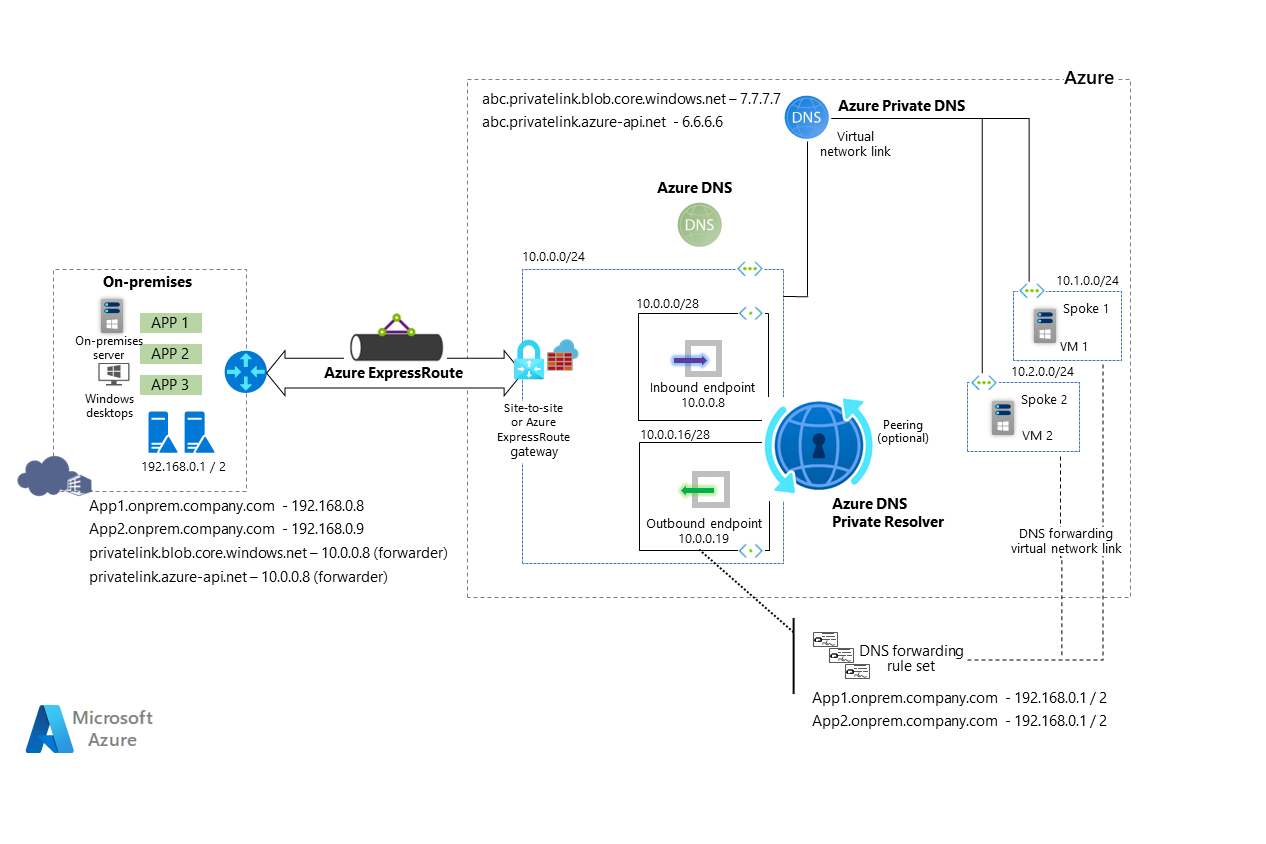 Azure
abc.privatelink.blob.core.windows.net – 7.7.7.7
abc.privatelink.azure-api.net - 6.6.6.6
DNS
Azure Private DNS
Virtual
network link
Azure DNS
DNS
10.0.0.0/24
On-premises
On-premises
server
APP 1
APP 2
APP 3
Windows
desktops
192.168.0.1 / 2
Azure ExpressRoute
Site-to-site
or Azure
ExpressRoute
gateway
10.0.0.0/28
Inbound endpoint
10.0.0.8
10.0.0.16/28
Outbound endpoint
10.0.0.19
Peering
(optional)
Azure DNS
Private Resolver
10.1.0.0/24
Spoke 1
VM 1
10.2.0.0/24
Spoke 2
VM 2
DNS forwarding
virtual network link
App1.onprem.company.com - 192.168.0.8
App2.onprem.company.com - 192.168.0.9
privatelink.blob.core.windows.net – 10.0.0.8 (forwarder)
privatelink.azure-api.net – 10.0.0.8 (forwarder)
DNS forwarding
rule set
App1.onprem.company.com - 192.168.0.1 / 2
App2.onprem.company.com - 192.168.0.1 / 2
Microsoft
Azure